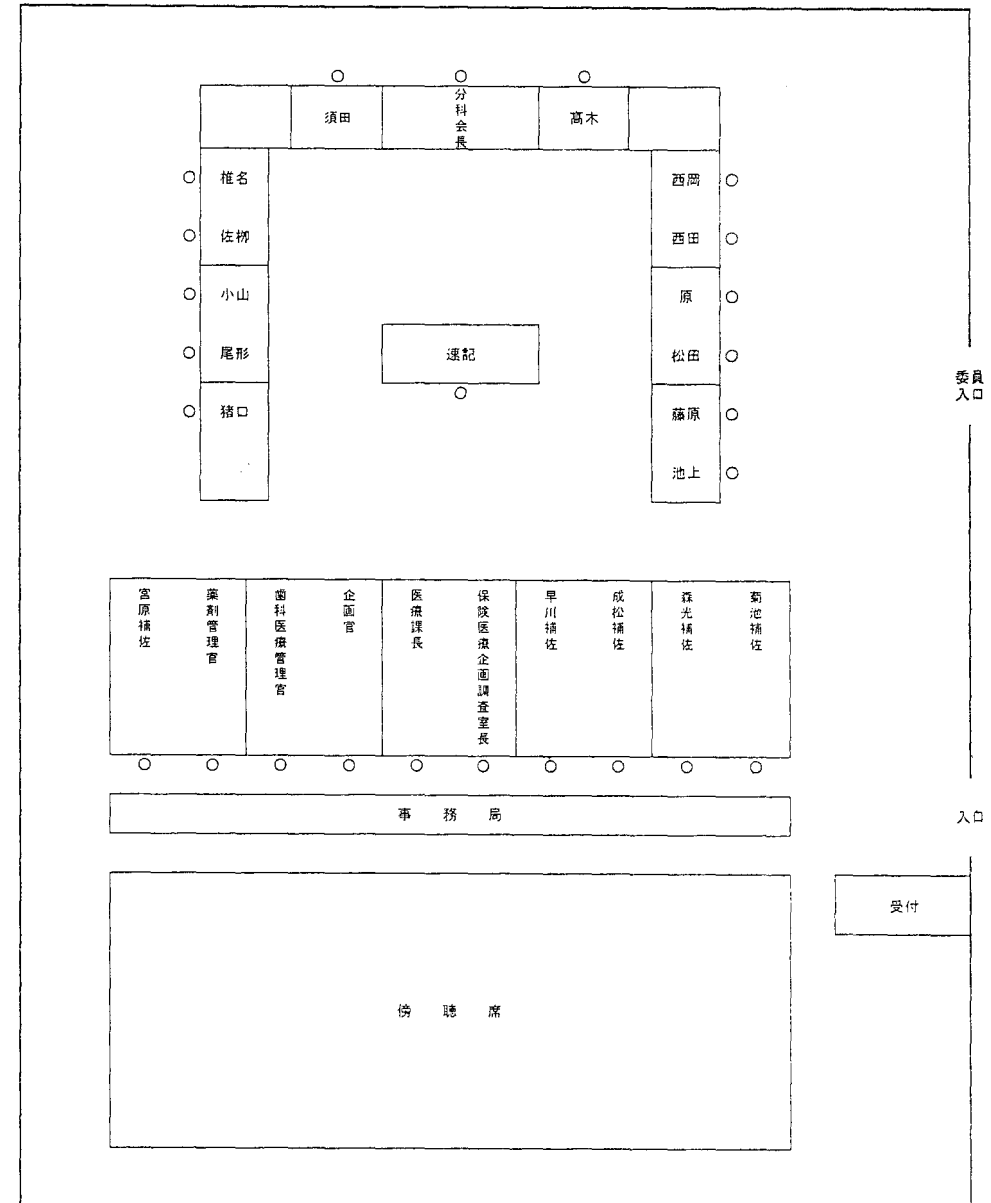 須田
分科会長
高木
椎名
佐栁
小山
尾形
猪口
西岡
西田
原
松田
藤原
池上
速記
委員
入口
宮原補佐
薬剤管理官
歯科医療管理官
企画官
医療課長
保険医療企画調査室長
早川補佐
成松補佐
森光補佐
菊池補佐
事務局
入口
受付
傍聴席